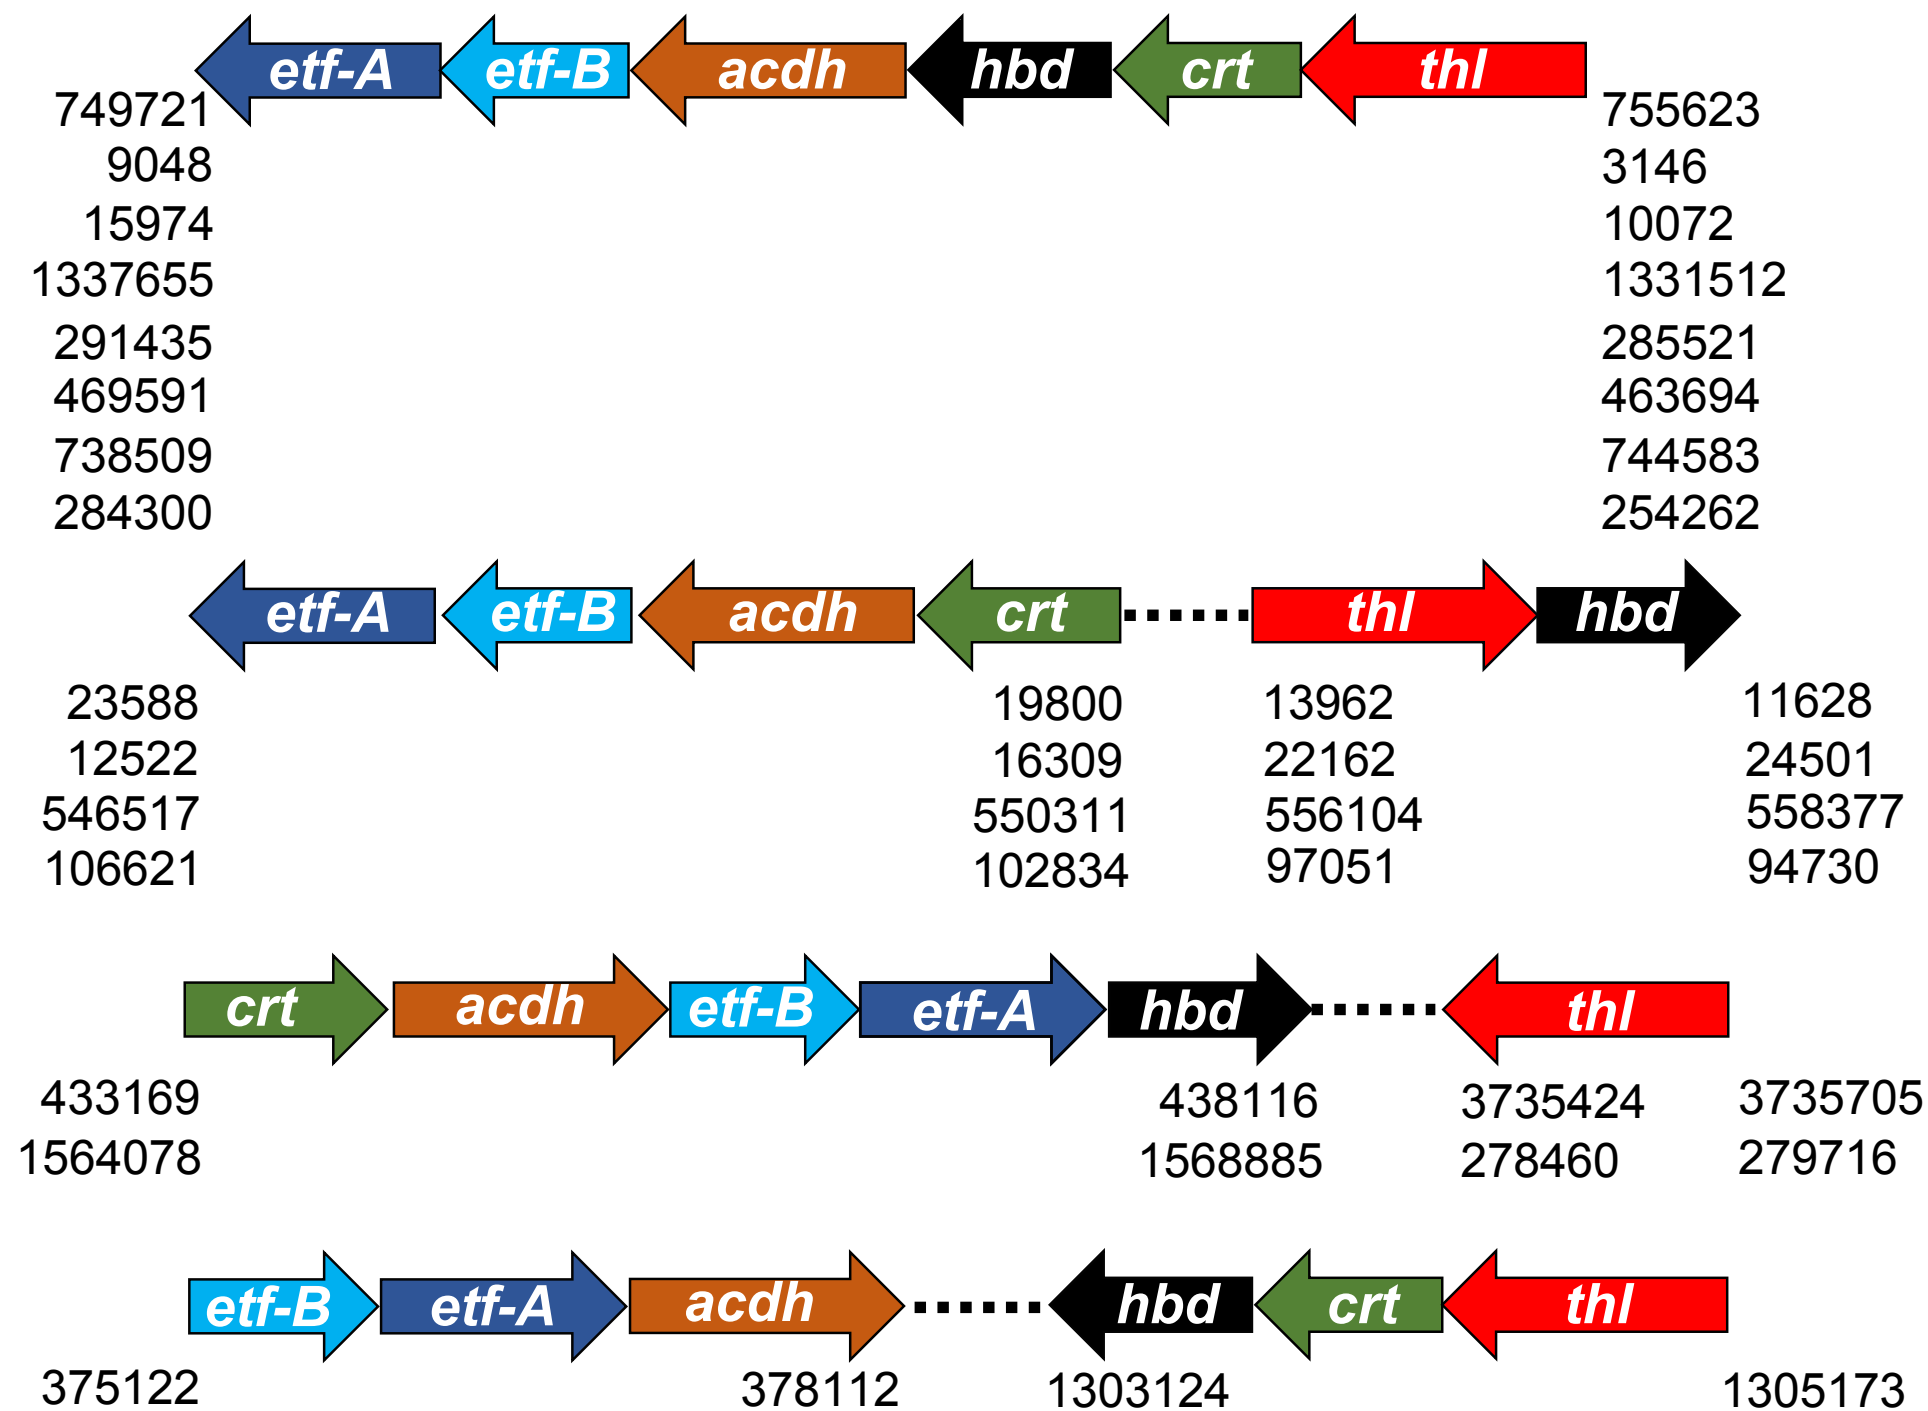 etf-A etf-B acdh hbd crt thl
749721 755623
9048 3146
15974 10072
1337655 1331512
291435 285521
469591 463694
738509 744583
284300 254262
etf-A etf-B acdh crt thl hbd
23588 19800 13962 11628
12522 16309 22162 24501
546517 550311 556104 558377
106621 102834 97051 94730
crt acdh etf-B etf-A hbd thl
433169 438116 3735424 3735705
1564078 1568885 278460 279716
etf-B etf-A acdh hbd crt thl
375122 378112 1303124 1305173